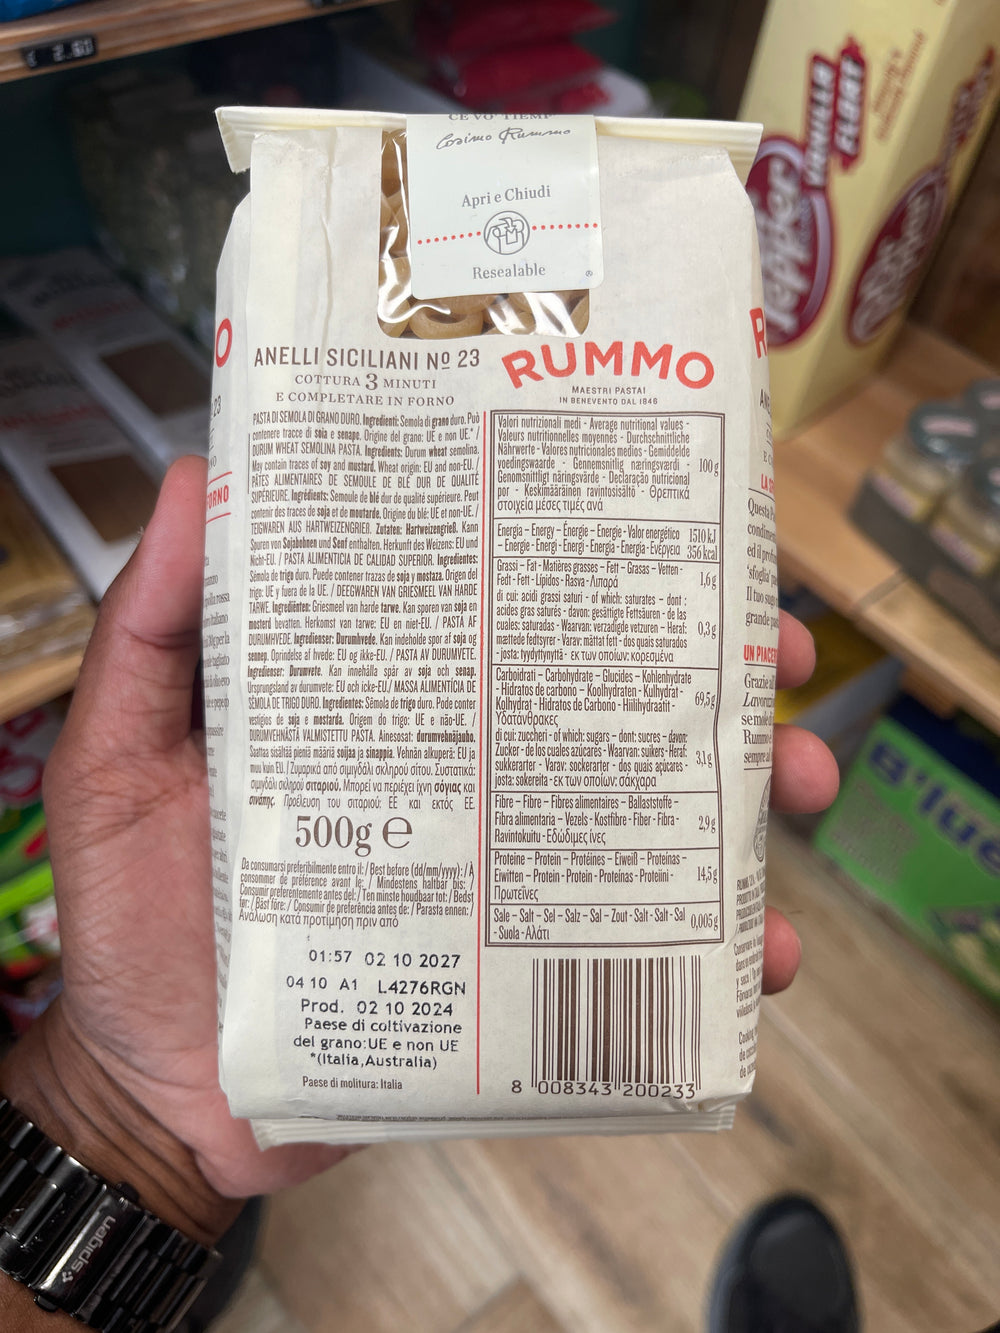 € 2.60
CE VO' TIEMP
Cosimo Rummo
Apri e Chiudi
Resealable
VANILLA
FLOAT
ANELLI SICILIANI Nº 23
COTTURA 3 MINUTI
E COMPLETARE IN FORNO
RUMMO
MAESTRI PASTAI
IN BENEVENTO DAL 1846
PASTA DI SEMOLA DI GRANO DURO. Ingredienti: Semola di grano duro. Può
contenere tracce di soia e senape. Origine del grano: UE e non UE.* /
DURUM WHEAT SEMOLINA PASTA. Ingredients: Durum wheat semolina.
May contain traces of soy and mustard. Wheat origin: EU and non-EU. /
PÂTES ALIMENTAIRES DE SEMOULE DE BLÉ DUR DE QUALITÉ
SUPÉRIEURE. Ingrédients: Semoule de blé dur de qualité supérieure. Peut
contenir des traces de soja et de moutarde. Origine du blé: UE et non-UE. /
TEIGWAREN AUS HARTWEIZENGRIEß. Zutaten: Hartweizengrieß. Kann
Spuren von Sojabohnen und Senf enthalten. Herkunft des Weizens: EU und
Nicht-EU. / PASTA ALIMENTICIA DE CALIDAD SUPERIOR. Ingredientes:
Sémola de trigo duro. Puede contener trazas de soja y mostaza. Origen del
trigo: UE y fuera de la UE. / DEEGWAREN VAN GRIESMEEL VAN HARDE
TARWE. Ingrediënten: Griesmeel van harde tarwe. Kan sporen van soja en
mosterd bevatten. Herkomst van tarwe: EU en niet-EU. / PASTA AF
DURUMHVEDE. Ingredienser: Durumhvede. Kan indeholde spor af soja og
sennep. Oprindelse af hvede: EU og ikke-EU. / PASTA AV DURUMVETE.
Ingredienser: Durumvete. Kan innehålla spår av soja och senap.
Ursprungsland av durumvete: EU och icke-EU./ MASSA ALIMENTÍCIA DE
SÊMOLA DE TRIGO DURO. Ingredientes: Sêmola de trigo duro. Pode conter
vestígios de soja e mostarda. Origem do trigo: UE e não-UE. /
DURUMVEHNÄSTÄ VALMISTETTU PASTA. Ainesosat: durumvehnäjauho.
Saattaa sisältää pieniä määriä soijaa ja sinappia. Vehnän alkuperä: EU ja
muu kuin EU. / Ζυμαρικά από σιμιγδάλι σκληρού σίτου. Συστατικά:
σιμιγδάλι σκληρού σιταριού. Μπορεί να περιέχει ίχνη σόγιας και
σινάπης. Προέλευση του σιταριού: ΕΕ και εκτός ΕΕ.
500g e
Da consumarsi preferibilmente entro il: / Best before (dd/mm/yyyy): / À
consommer de préférence avant le: / Mindestens haltbar bis: /
Consumir preferentemente antes del: / Ten minste houdbaar tot: / Bedst
før: / Bäst före: / Consumir de preferência antes de: / Parasta ennen: /
Ανάλωση κατά προτίμηση πριν από
01:57 02 10 2027
04 10 A1 L4276RGN
Prod. 02 10 2024
Paese di coltivazione
del grano:UE e non UE
*(Italia,Australia)
Paese di molitura: Italia
Valori nutrizionali medi - Average nutritional values -
Valeurs nutritionnelles moyennes - Durchschnittliche
Nährwerte - Valores nutricionales medios - Gemiddelde
voedingswaarde - Gennemsnitlig næringsværdi - 100 g
Genomsnittligt näringsvärde - Declaração nutricional
por - Keskimääräinen ravintosisältö - Θρεπτικά
στοιχεία μέσες τιμές ανά
Energia - Energy - Énergie - Energie - Valor energético 1510 kJ
- Energie - Energi - Energi - Energia - Energia - Ενέργεια 356 kcal
Grassi - Fat - Matières grasses - Fett - Grasas - Vetten -
Fedt - Fett - Lípidos - Rasva - Λιπαρά 1,6 g
di cui: acidi grassi saturi - of which: saturates - dont :
acides gras saturés - davon: gesättigte Fettsäuren - de las
cuales: saturadas - Waarvan: verzadigde vetzuren - Heraf: 0,3 g
mættede fedtsyrer - Varav: mättat fett - dos quais saturados
- josta: tyydyttynyttä - εκ των οποίων: κορεσμένα
Carboidrati - Carbohydrate - Glucides - Kohlenhydrate
- Hidratos de carbono - Koolhydraten - Kulhydrat - 69,5 g
Kolhydrat - Hidratos de Carbono - Hiilihydraatit -
Υδατάνθρακες
di cui: zuccheri - of which: sugars - dont: sucres - davon:
Zucker - de los cuales azúcares - Waarvan: suikers - Heraf: 3,1 g
sukkerarter - Varav: sockerarter - dos quais açúcares -
josta: sokereita - εκ των οποίων: σάκχαρα
Fibre - Fibre - Fibres alimentaires - Ballaststoffe -
Fibra alimentaria - Vezels - Kostfibre - Fiber - Fibra - 2,9 g
Ravintokuitu - Εδώδιμες ίνες
Proteine - Protein - Protéines - Eiweiß - Proteínas -
Eiwitten - Protein - Protein - Proteínas - Proteiini - 14,5 g
Πρωτεΐνες
Sale - Salt - Sel - Salz - Sal - Zout - Salt - Salt - Sal 0,005 g
- Suola - Αλάτι
8 008343 200233
Questa
UN PIACE
Grazie al
Rummo
spigen